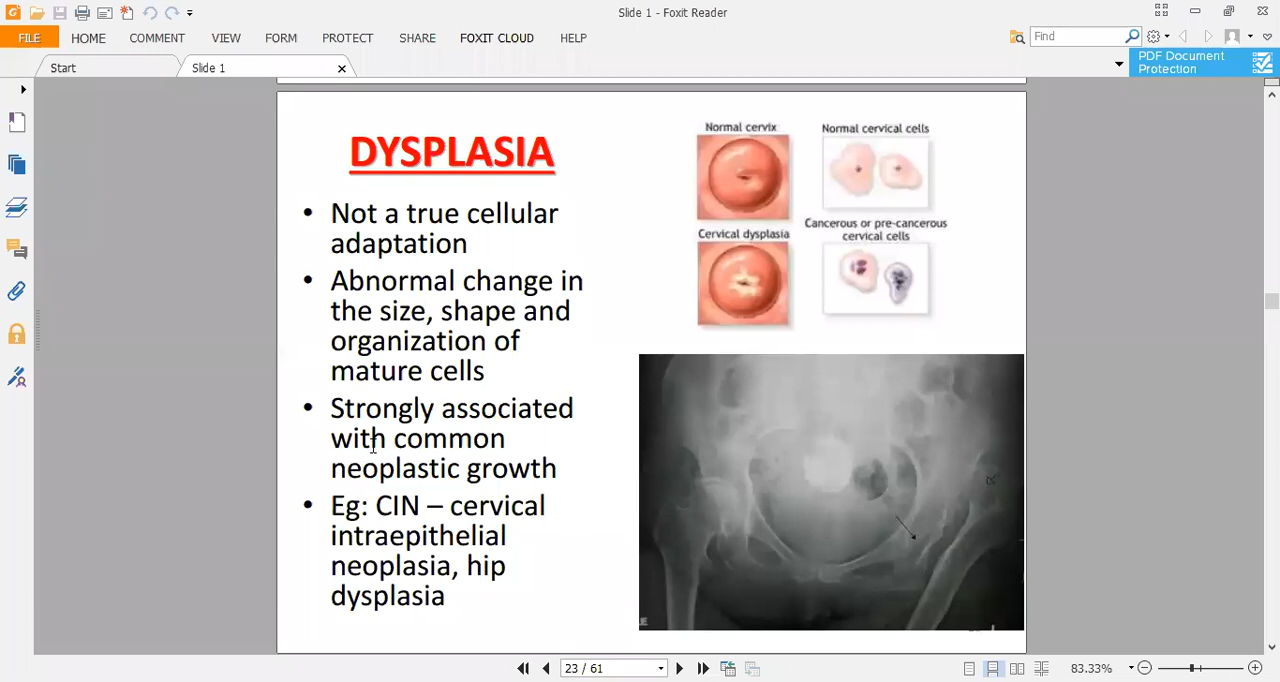 Slide 1 - Foxit Reader
FILE HOME COMMENT VIEW FORM PROTECT SHARE FOXIT CLOUD HELP
Find
Start
Slide 1
PDF Document
Protection
DYSPLASIA
• Not a true cellular
adaptation
• Abnormal change in
the size, shape and
organization of
mature cells
• Strongly associated
with common
neoplastic growth
• Eg: CIN – cervical
intraepithelial
neoplasia, hip
dysplasia
Normal cervix
Normal cervical cells
Cervical dysplasia
Cancerous or pre-cancerous
cervical cells
23 / 61
83.33%